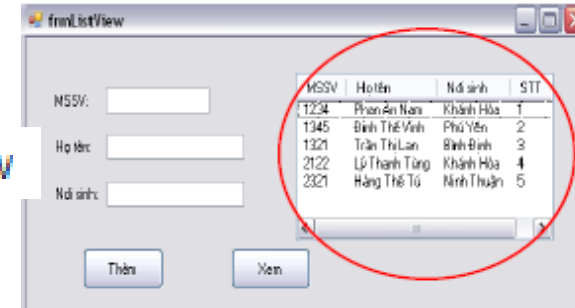 frmListView
MSSV:
Họ tên:
Nơi sinh:
Thêm
Xem
MSSV Họ tên Nơi sinh STT
1234 Phan An Nam Khánh Hòa 1
1345 Đinh Thế Vinh Phú Yên 2
1321 Trần Thị Lan Bình Định 3
2122 Lý Thanh Tùng Khánh Hòa 4
2321 Hàng Thế Tú Ninh Thuận 5